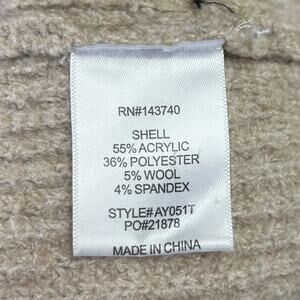 RN#143740
SHELL
55% ACRYLIC
36% POLYESTER
5% WOOL
4% SPANDEX
STYLE# AY051T
PO#21878
MADE IN CHINA